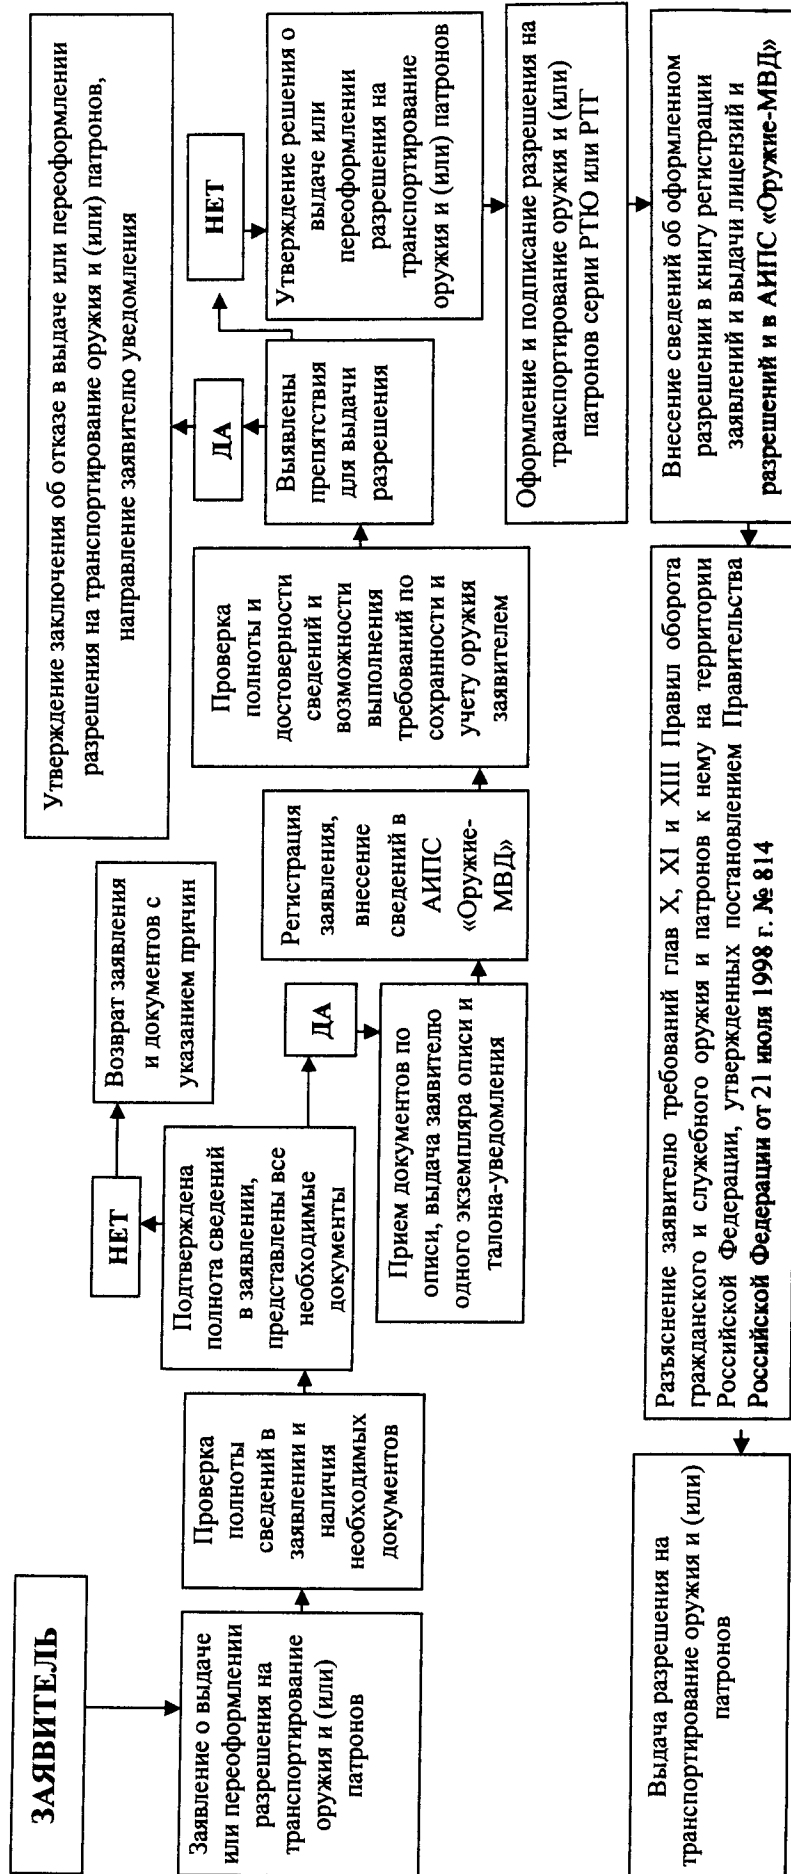 ЗАЯВИТЕЛЬ
Заявление о выдаче
или переоформлении
разрешения на
транспортирование
оружия и (или)
патронов
Проверка
полноты
сведений в
заявлении и
наличия
необходимых
документов
Подтверждена
полнота сведений
в заявлении,
представлены все
необходимые
документы
НЕТ
Возврат заявления
и документов с
указанием причин
ДА
Прием документов по
описи, выдача заявителю
одного экземпляра описи и
талона-уведомления
Регистрация
заявления,
внесение
сведений в
АИПС
«Оружие-
МВД»
Проверка
полноты и
достоверности
сведений и
возможности
выполнения
требований по
сохранности и
учету оружия
заявителем
Выявлены
препятствия
для выдачи
разрешения
ДА
Утверждение заключения об отказе в выдаче или переоформлении
разрешения на транспортирование оружия и (или) патронов,
направление заявителю уведомления
НЕТ
Утверждение решения о
выдаче или
переоформлении
разрешения на
транспортирование
оружия и (или) патронов
Оформление и подписание разрешения на
транспортирование оружия и (или)
патронов серии РТЮ или РТГ
Внесение сведений об оформленном
разрешении в книгу регистрации
заявлений и выдачи лицензий и
разрешений и в АИПС «Оружие-МВД»
Разъяснение заявителю требований глав X, XI и XIII Правил оборота
гражданского и служебного оружия и патронов к нему на территории
Российской Федерации, утвержденных постановлением Правительства
Российской Федерации от 21 июля 1998 г. № 814
Выдача разрешения на
транспортирование оружия и (или)
патронов